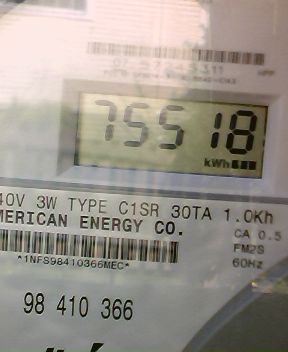 75518
kWh
40V 3W TYPE C1SR 30TA 1.0Kh
MERICAN ENERGY CO.
CA 0.5
FM2S
*1NFS98410366MEC*
60Hz
98 410 366